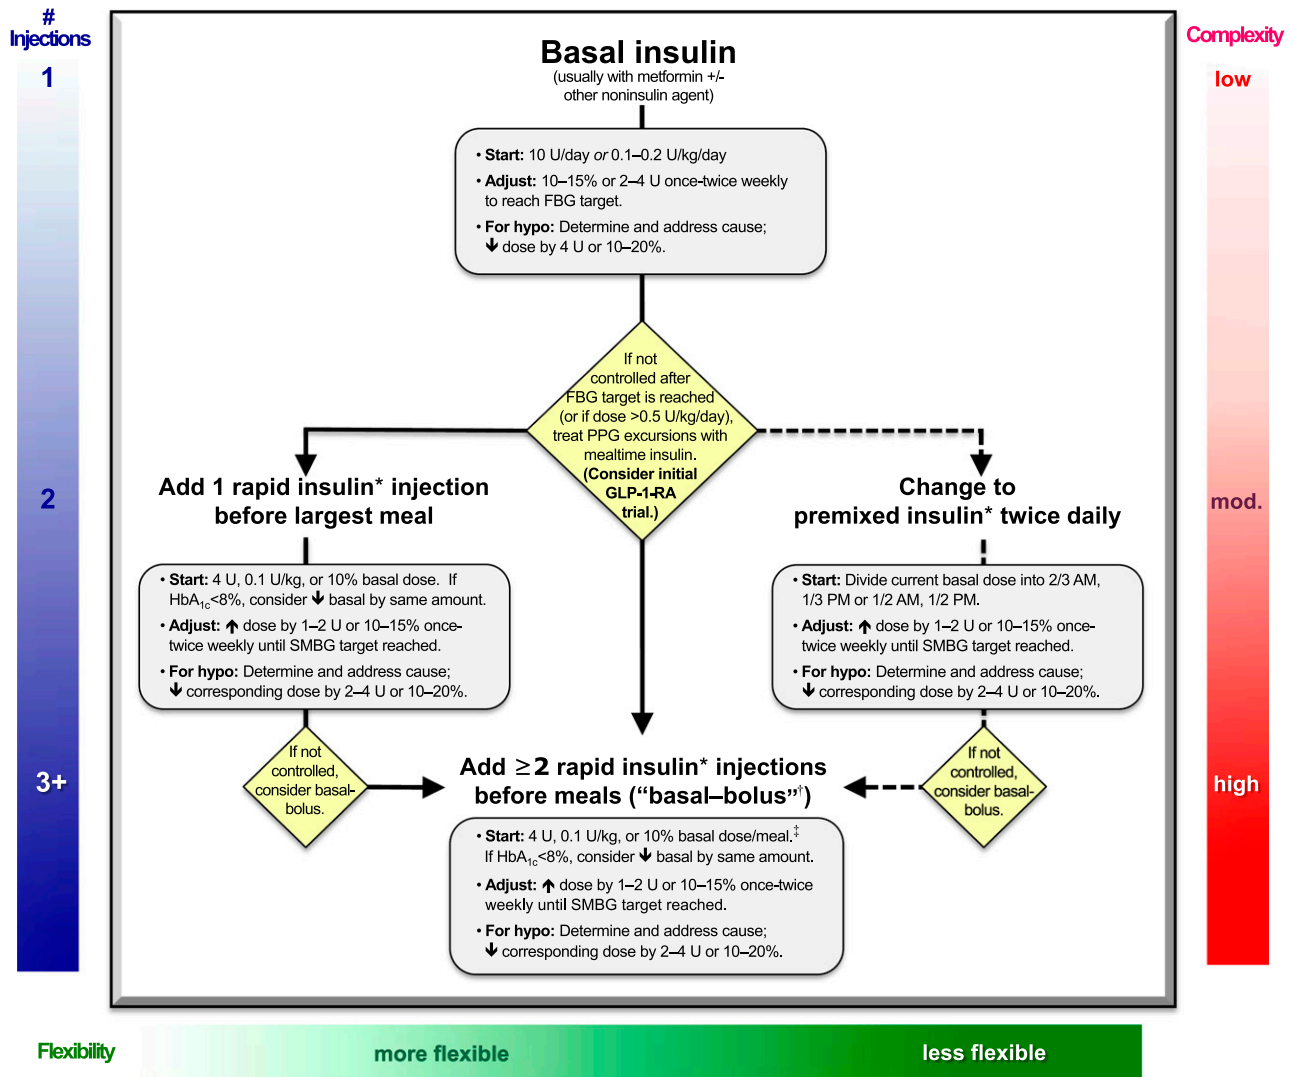 #
Injections
1
2
3+
Complexity
low
mod.
high
Basal insulin
(usually with metformin +/-
other noninsulin agent)
• Start: 10 U/day or 0.1–0.2 U/kg/day
• Adjust: 10–15% or 2–4 U once-twice weekly
to reach FBG target.
• For hypo: Determine and address cause;
↓ dose by 4 U or 10–20%.
If not
controlled after
FBG target is reached
(or if dose >0.5 U/kg/day),
treat PPG excursions with
mealtime insulin.
(Consider initial
GLP-1-RA
trial.)
Add 1 rapid insulin* injection
before largest meal
• Start: 4 U, 0.1 U/kg, or 10% basal dose. If
HbA1c<8%, consider ↓ basal by same amount.
• Adjust: ↑ dose by 1–2 U or 10–15% once-
twice weekly until SMBG target reached.
• For hypo: Determine and address cause;
↓ corresponding dose by 2–4 U or 10–20%.
If not
controlled,
consider basal-
bolus.
Change to
premixed insulin* twice daily
• Start: Divide current basal dose into 2/3 AM,
1/3 PM or 1/2 AM, 1/2 PM.
• Adjust: ↑ dose by 1–2 U or 10–15% once-
twice weekly until SMBG target reached.
• For hypo: Determine and address cause;
↓ corresponding dose by 2–4 U or 10–20%.
If not
controlled,
consider basal-
bolus.
Add ≥2 rapid insulin* injections
before meals (“basal–bolus”†)
• Start: 4 U, 0.1 U/kg, or 10% basal dose/meal.‡
If HbA1c<8%, consider ↓ basal by same amount.
• Adjust: ↑ dose by 1–2 U or 10–15% once-twice
weekly until SMBG target reached.
• For hypo: Determine and address cause;
↓ corresponding dose by 2–4 U or 10–20%.
Flexibility
more flexible
less flexible